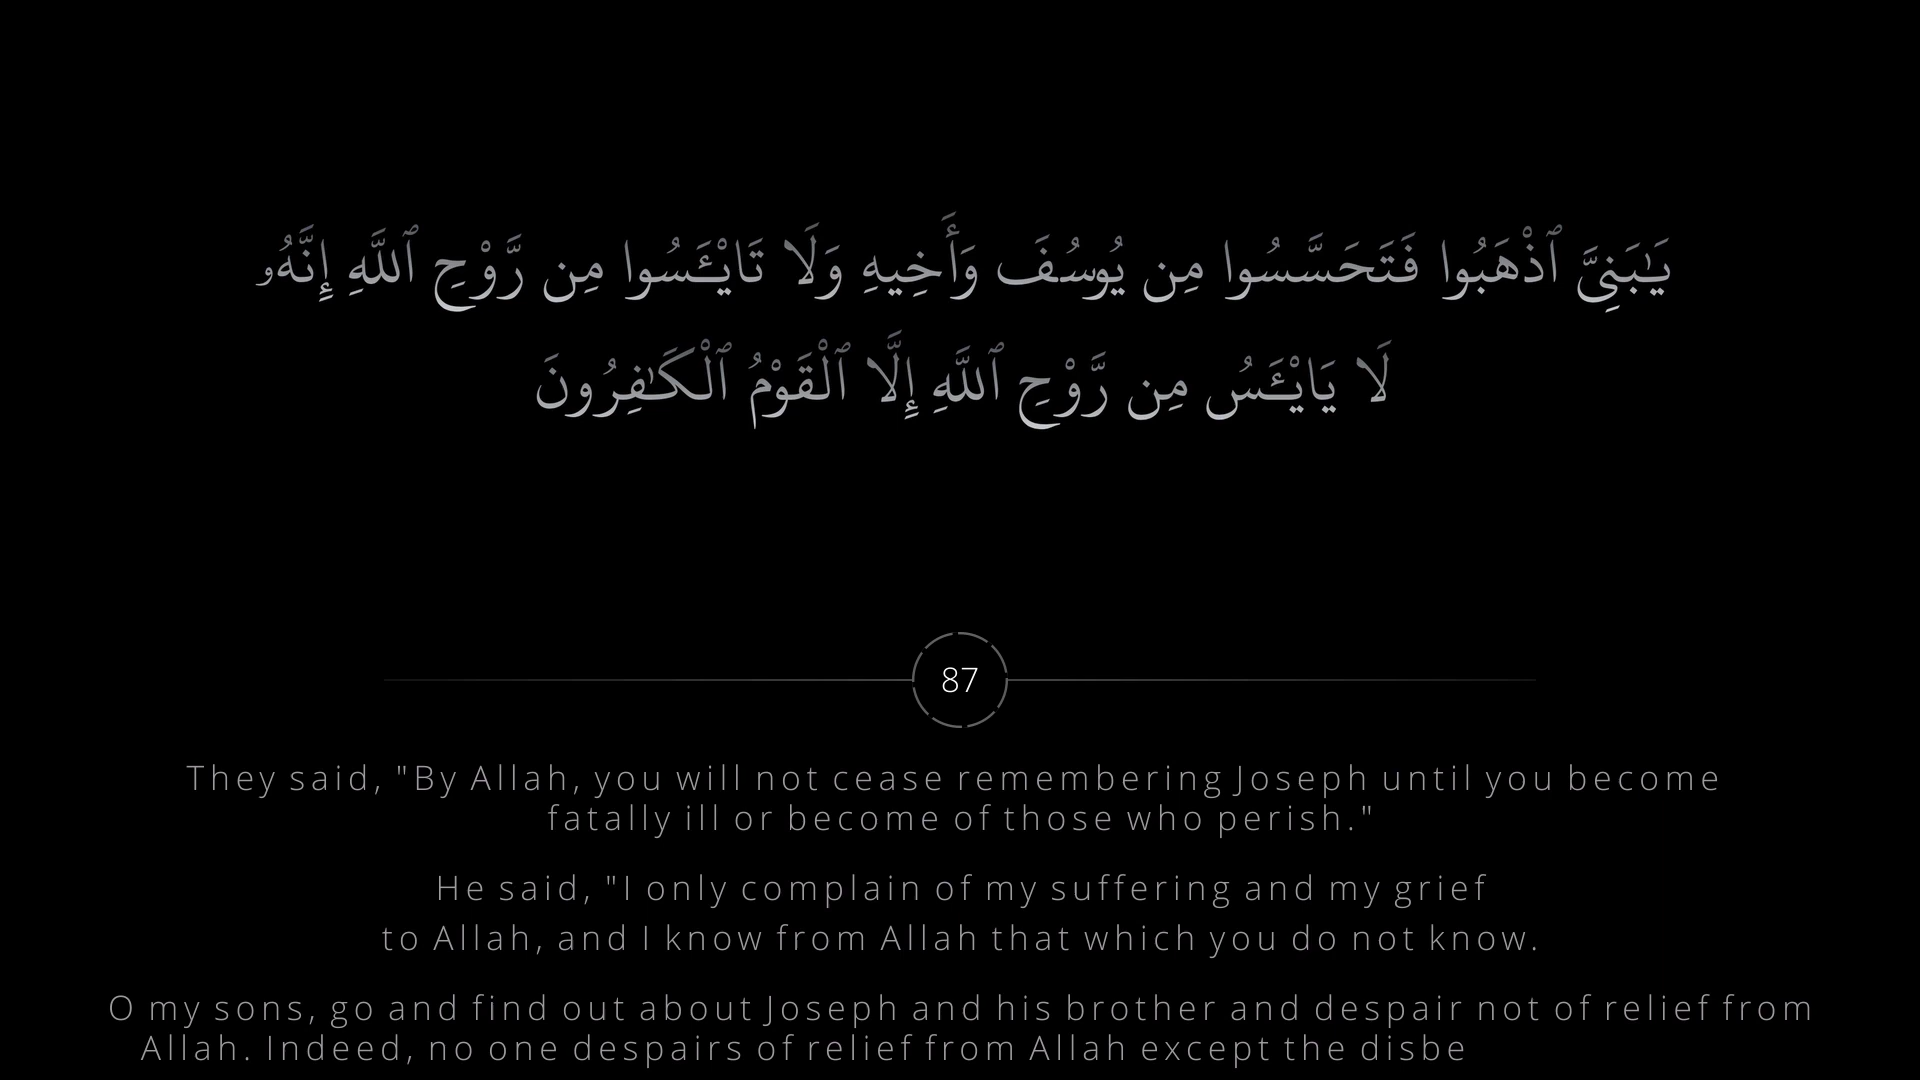 يَـٰبَنِىَّ ٱذْهَبُوا فَتَحَسَّسُوا مِن يُوسُفَ وَأَخِيهِ وَلَا تَايْـَٔسُوا مِن رَّوْحِ ٱللَّهِ إِنَّهُۥ
لَا يَايْـَٔسُ مِن رَّوْحِ ٱللَّهِ إِلَّا ٱلْقَوْمُ ٱلْكَـٰفِرُونَ
87
They said, "By Allah, you will not cease remembering Joseph until you become
fatally ill or become of those who perish."
He said, "I only complain of my suffering and my grief
to Allah, and I know from Allah that which you do not know.
O my sons, go and find out about Joseph and his brother and despair not of relief from
Allah. Indeed, no one despairs of relief from Allah except the disbe